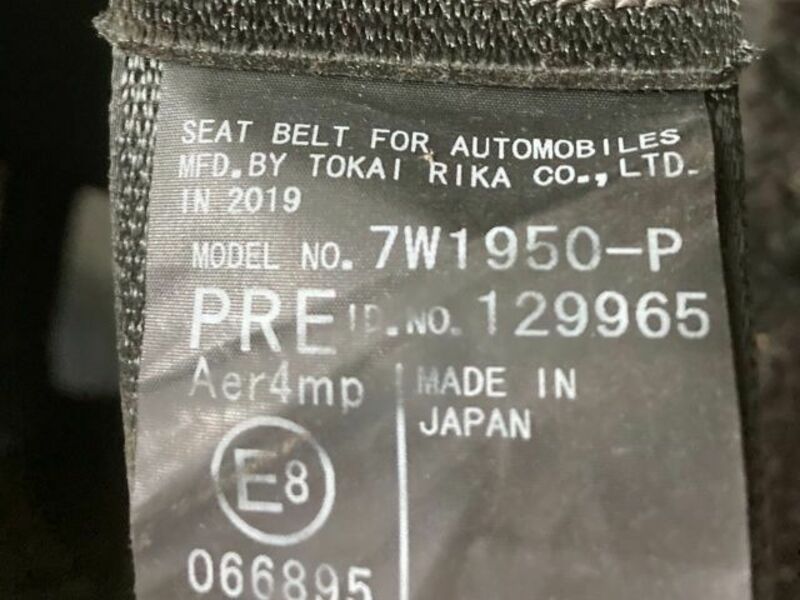 SEAT BELT FOR AUTOMOBILES
MFD.BY TOKAI RIKA CO.,LTD.
IN 2019
MODEL NO. 7W1950-P
PRE ID.NO. 129965
Aer4mp
MADE IN
JAPAN
E8
066895